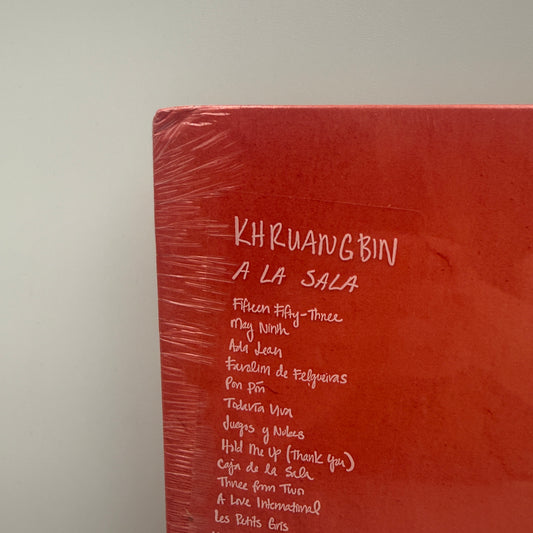 KHRUANGBIN
A LA SALA
Fifteen Fifty-Three
May Ninth
Ada Jean
Farolim de Felgueiras
Pon Pón
Todavía Viva
Juegos y Nubes
Hold Me Up (Thank You)
Caja de la Sala
Three From Two
A Love International
Les Petits Gris